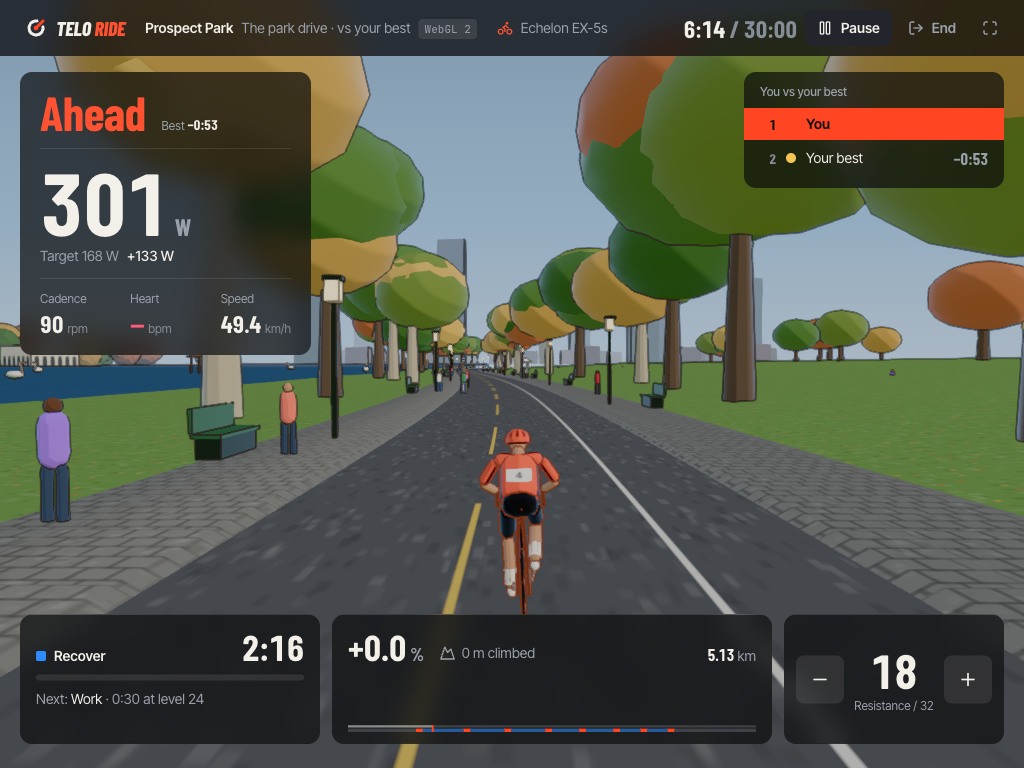 TELO RIDE
Prospect Park The park drive · vs your best WebGL 2
Echelon EX-5s
6:14 / 30:00
Pause
End
Ahead
Best −0:53
301 W
Target 168 W +133 W
Cadence Heart Speed
90 rpm — bpm 49.4 km/h
You vs your best
1 You
2 Your best −0:53
4
Recover 2:16
Next: Work · 0:30 at level 24
+0.0 % 0 m climbed 5.13 km
− 18 +
Resistance / 32